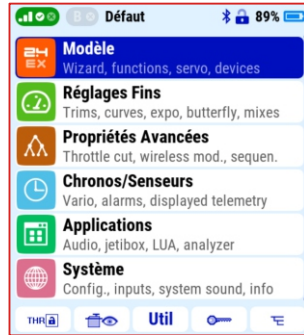 B Défaut 89%
24 EX
Modèle
Wizard, functions, servo, devices
Réglages Fins
Trims, curves, expo, butterfly, mixes
Propriétés Avancées
Throttle cut, wireless mod., sequen.
Chronos/Senseurs
Vario, alarms, displayed telemetry
Applications
Audio, jetibox, LUA, analyzer
Système
Config., inputs, system sound, info
THR Util